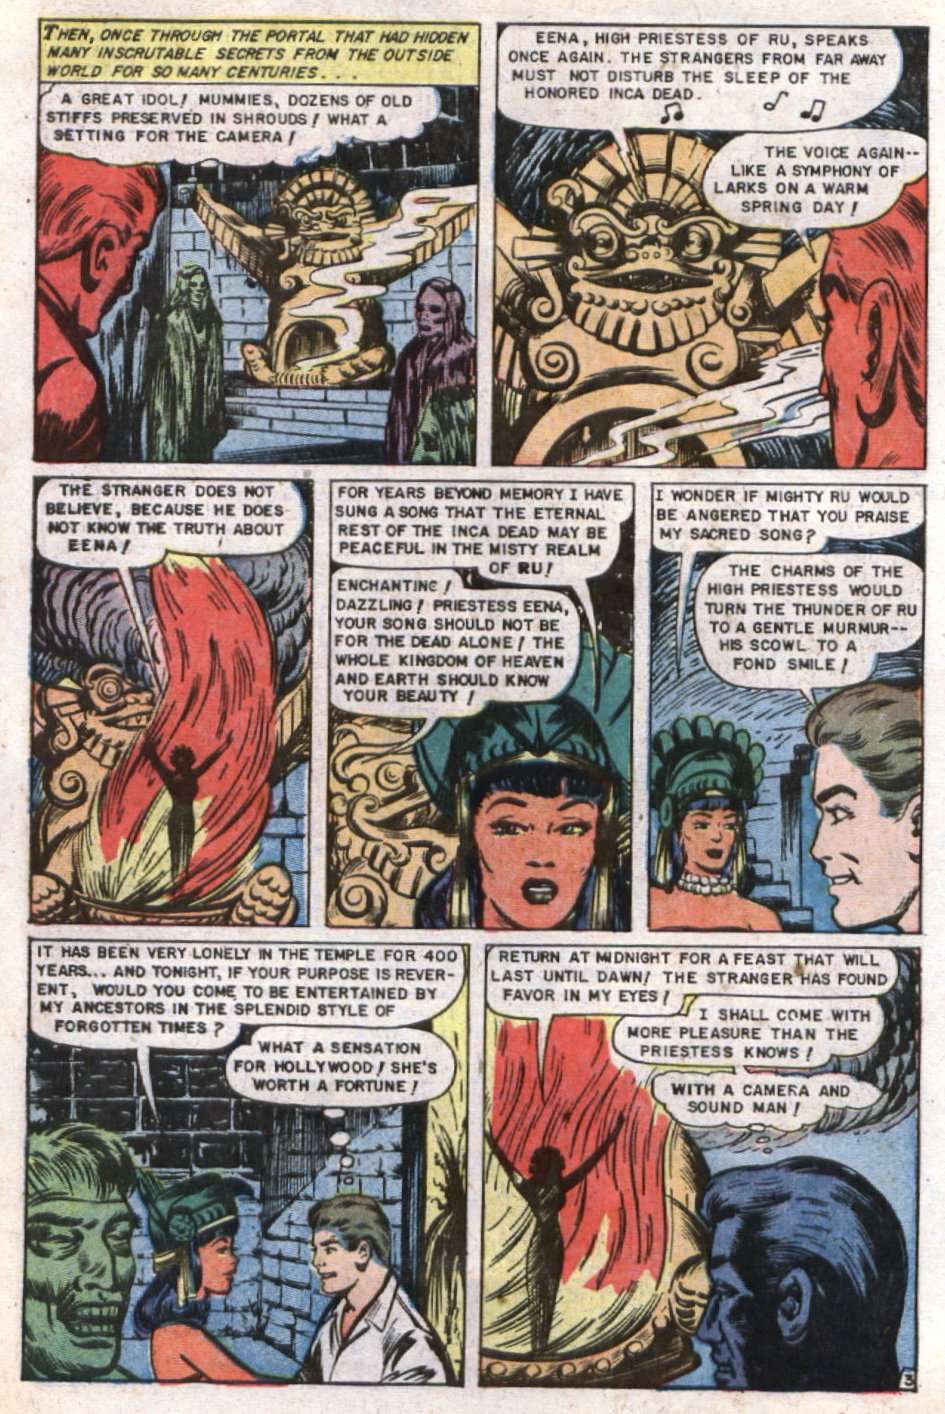 THEN, ONCE THROUGH THE PORTAL THAT HAD HIDDEN
MANY INSCRUTABLE SECRETS FROM THE OUTSIDE
WORLD FOR SO MANY CENTURIES. . .
A GREAT IDOL! MUMMIES, DOZENS OF OLD
STIFFS PRESERVED IN SHROUDS! WHAT A
SETTING FOR THE CAMERA!
EENA, HIGH PRIESTESS OF RU, SPEAKS
ONCE AGAIN. THE STRANGERS FROM FAR AWAY
MUST NOT DISTURB THE SLEEP OF THE
HONORED INCA DEAD.
THE VOICE AGAIN--
LIKE A SYMPHONY OF
LARKS ON A WARM
SPRING DAY!
THE STRANGER DOES NOT
BELIEVE, BECAUSE HE DOES
NOT KNOW THE TRUTH ABOUT
EENA!
FOR YEARS BEYOND MEMORY I HAVE
SUNG A SONG THAT THE ETERNAL
REST OF THE INCA DEAD MAY BE
PEACEFUL IN THE MISTY REALM
OF RU!
ENCHANTING!
DAZZLING! PRIESTESS EENA,
YOUR SONG SHOULD NOT BE
FOR THE DEAD ALONE! THE
WHOLE KINGDOM OF HEAVEN
AND EARTH SHOULD KNOW
YOUR BEAUTY!
I WONDER IF MIGHTY RU WOULD
BE ANGERED THAT YOU PRAISE
MY SACRED SONG?
THE CHARMS OF THE
HIGH PRIESTESS WOULD
TURN THE THUNDER OF RU
TO A GENTLE MURMUR--
HIS SCOWL TO A
FOND SMILE!
IT HAS BEEN VERY LONELY IN THE TEMPLE FOR 400
YEARS... AND TONIGHT, IF YOUR PURPOSE IS REVER-
ENT, WOULD YOU COME TO BE ENTERTAINED BY
MY ANCESTORS IN THE SPLENDID STYLE OF
FORGOTTEN TIMES?
WHAT A SENSATION
FOR HOLLYWOOD! SHE'S
WORTH A FORTUNE!
RETURN AT MIDNIGHT FOR A FEAST THAT WILL
LAST UNTIL DAWN! THE STRANGER HAS FOUND
FAVOR IN MY EYES!
I SHALL COME WITH
MORE PLEASURE THAN THE
PRIESTESS KNOWS!
WITH A CAMERA AND
SOUND MAN!
3